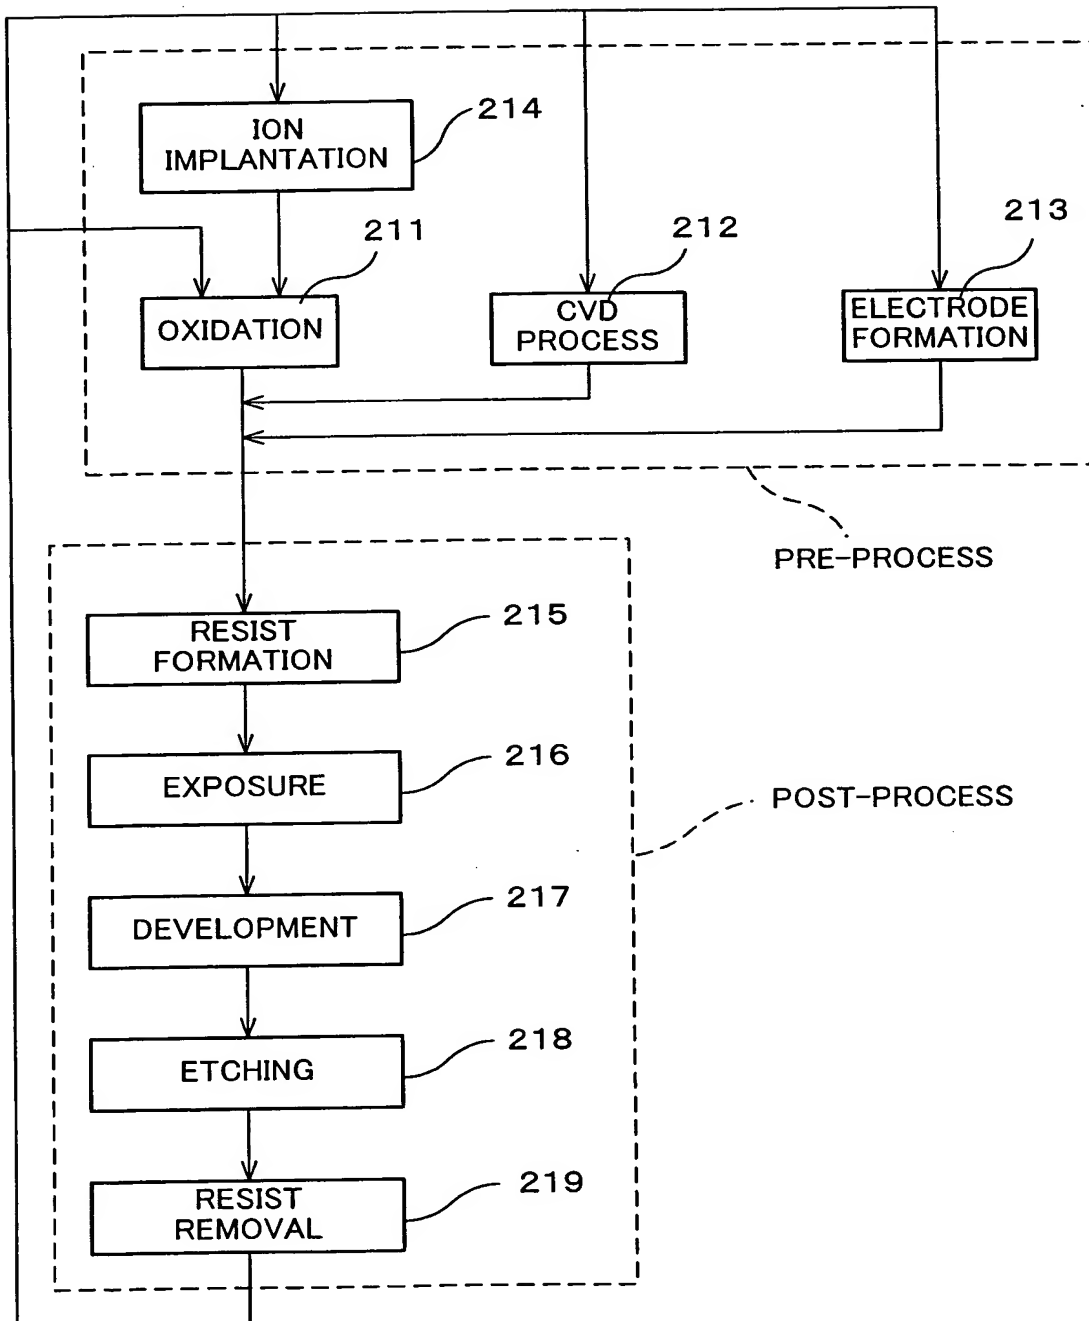 214
ION
IMPLANTATION
211
212
213
OXIDATION
CVD
PROCESS
ELECTRODE
FORMATION
PRE-PROCESS
215
RESIST
FORMATION
216
EXPOSURE
POST-PROCESS
217
DEVELOPMENT
218
ETCHING
219
RESIST
REMOVAL